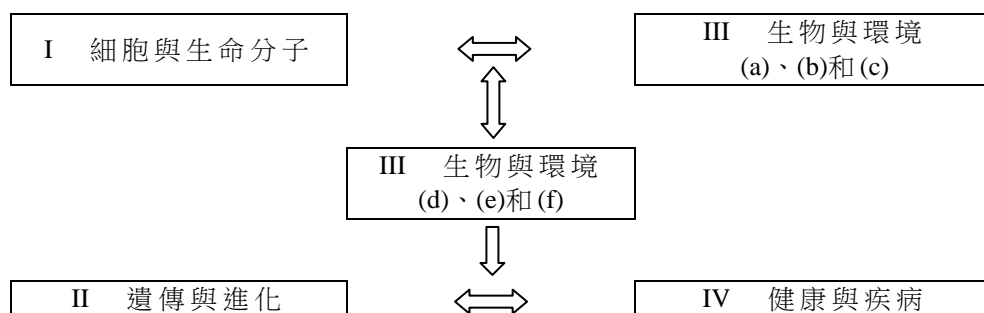 I 細胞與生命分子
III 生物與環境
(a)、(b)和(c)
III 生物與環境
(d)、(e)和(f)
II 遺傳與進化
IV 健康與疾病